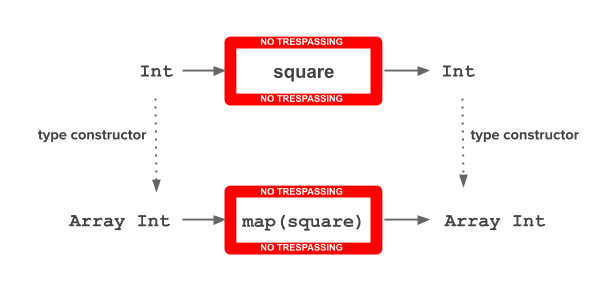 NO TRESPASSING
Int square Int
NO TRESPASSING
type constructor type constructor
NO TRESPASSING
Array Int map(square) Array Int
NO TRESPASSING